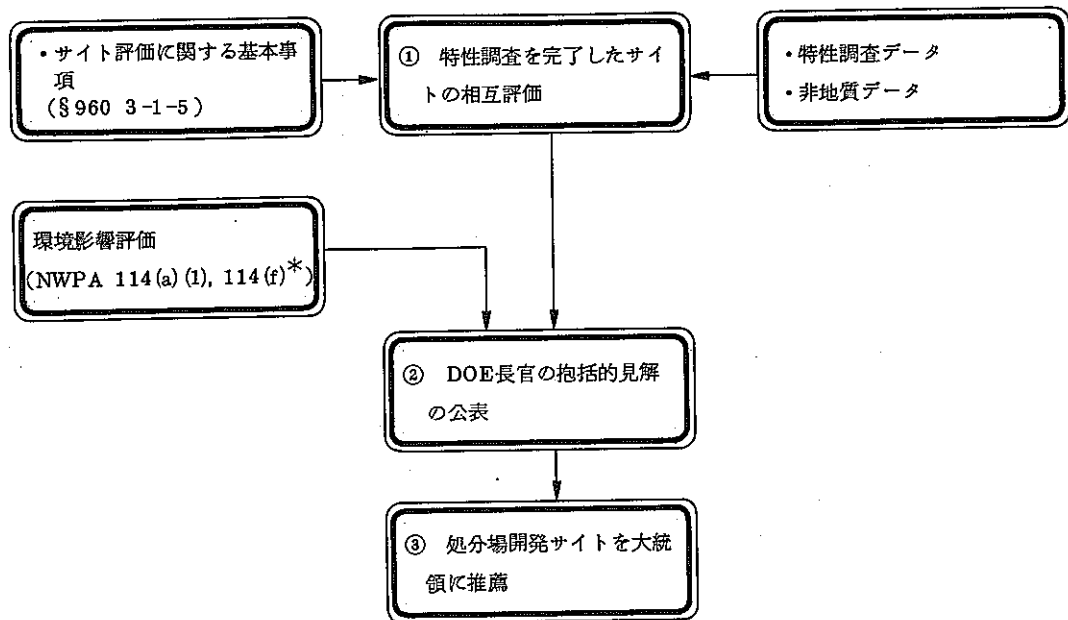 ・サイト評価に関する基本事
項
(§960 3-1-5)
① 特性調査を完了したサイ
トの相互評価
・特性調査データ
・非地質データ
環境影響評価
(NWPA 114(a)(1), 114(f)*)
② DOE長官の抱括的見解
の公表
③ 処分場開発サイトを大統
領に推薦